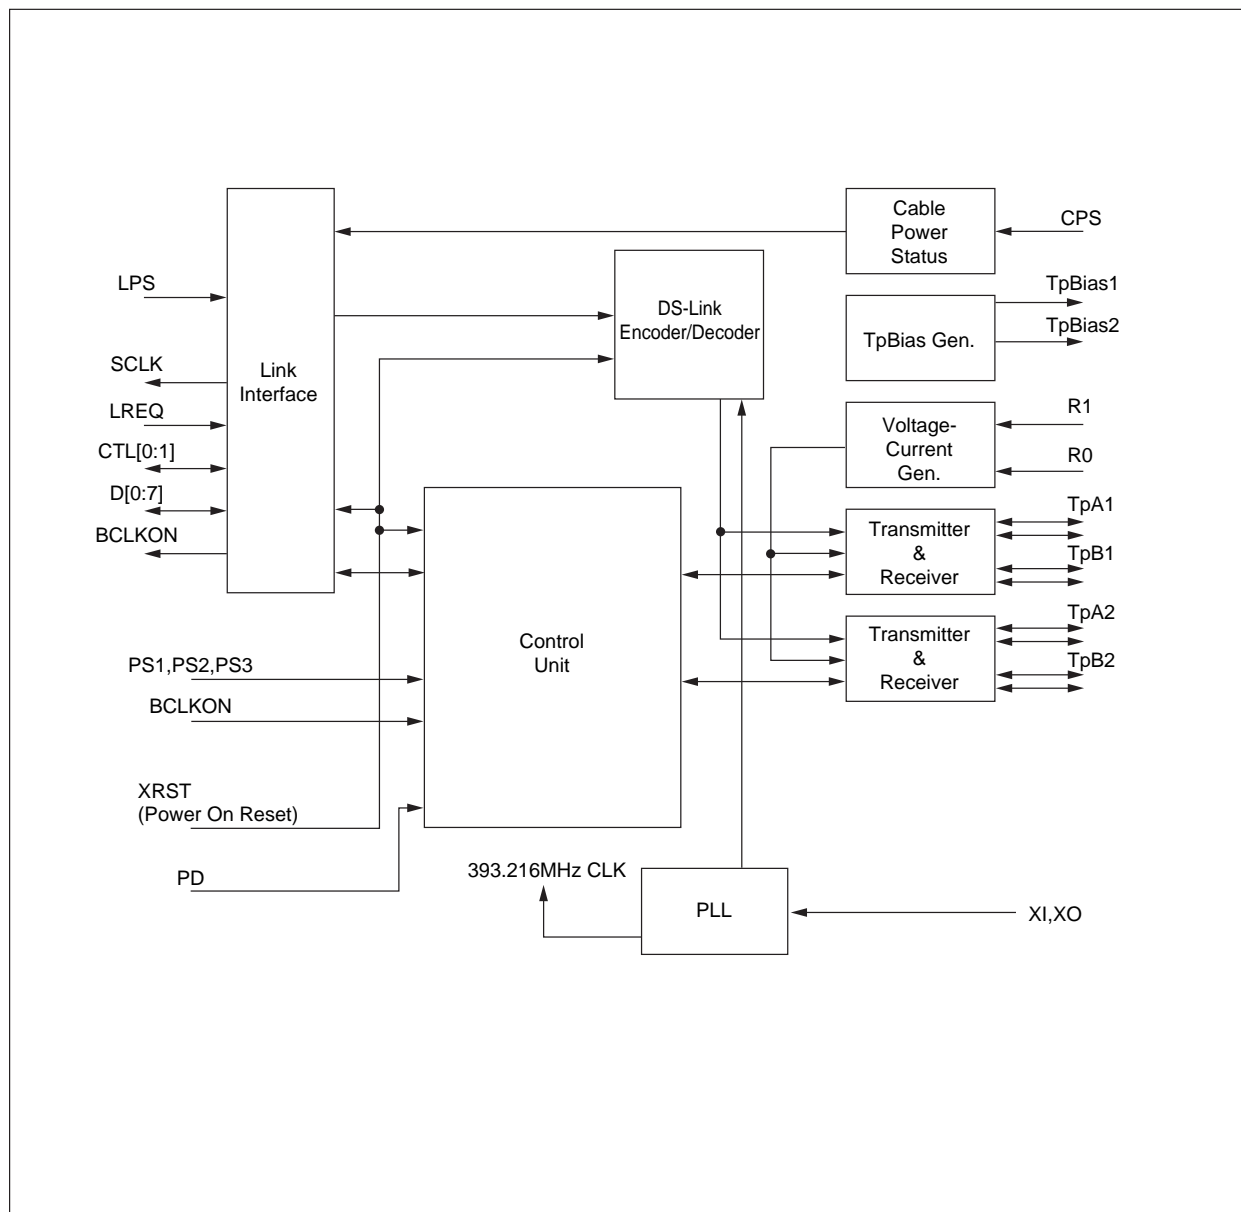 Cable
Power
Status
CPS
LPS
TpBias1
DS-Link
Encoder/Decoder
TpBias Gen.
TpBias2
SCLK
Link
Interface
LREQ
R1
Voltage-
Current
Gen.
CTL[0:1]
R0
D[0:7]
TpA1
BCLKON
Transmitter
&
Receiver
TpB1
TpA2
Control
Unit
Transmitter
&
Receiver
TpB2
PS1,PS2,PS3
BCLKON
XRST
(Power On Reset)
PD
393.216MHz CLK
PLL
XI,XO